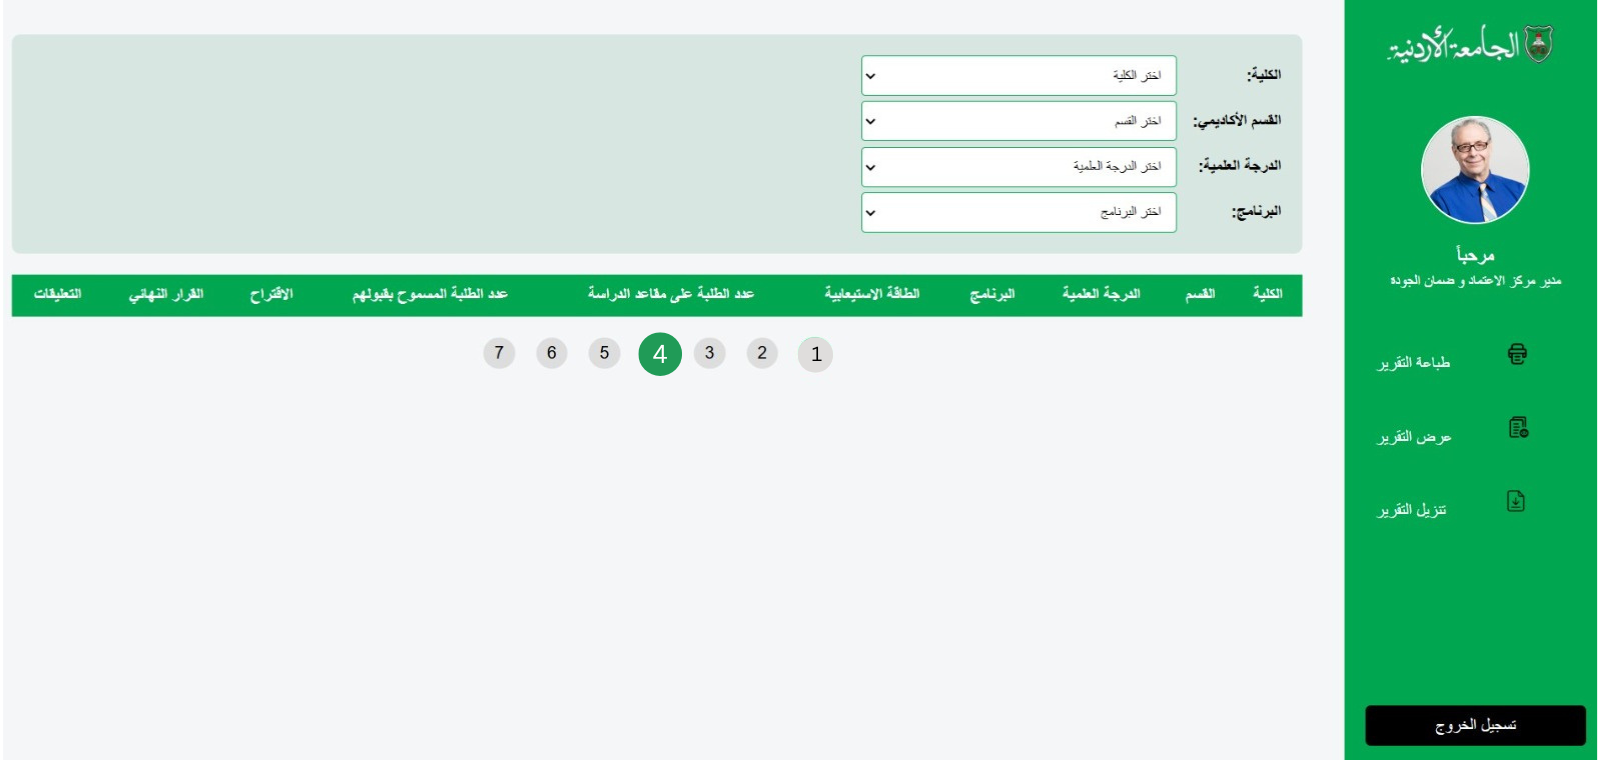 الجامعة الأردنية
مرحباً
مدير مركز الاعتماد و ضمان الجودة
طباعة التقرير
عرض التقرير
تنزيل التقرير
تسجيل الخروج
الكلية: اختر الكلية
القسم الأكاديمي: اختر القسم
الدرجة العلمية: اختر الدرجة العلمية
البرنامج: اختر البرنامج
الكلية القسم الدرجة العلمية البرنامج الطاقة الاستيعابية عدد الطلبة على مقاعد الدراسة عدد الطلبة المسموح بقبولهم الاقتراح القرار النهائي التعليقات
1 2 3 4 5 6 7